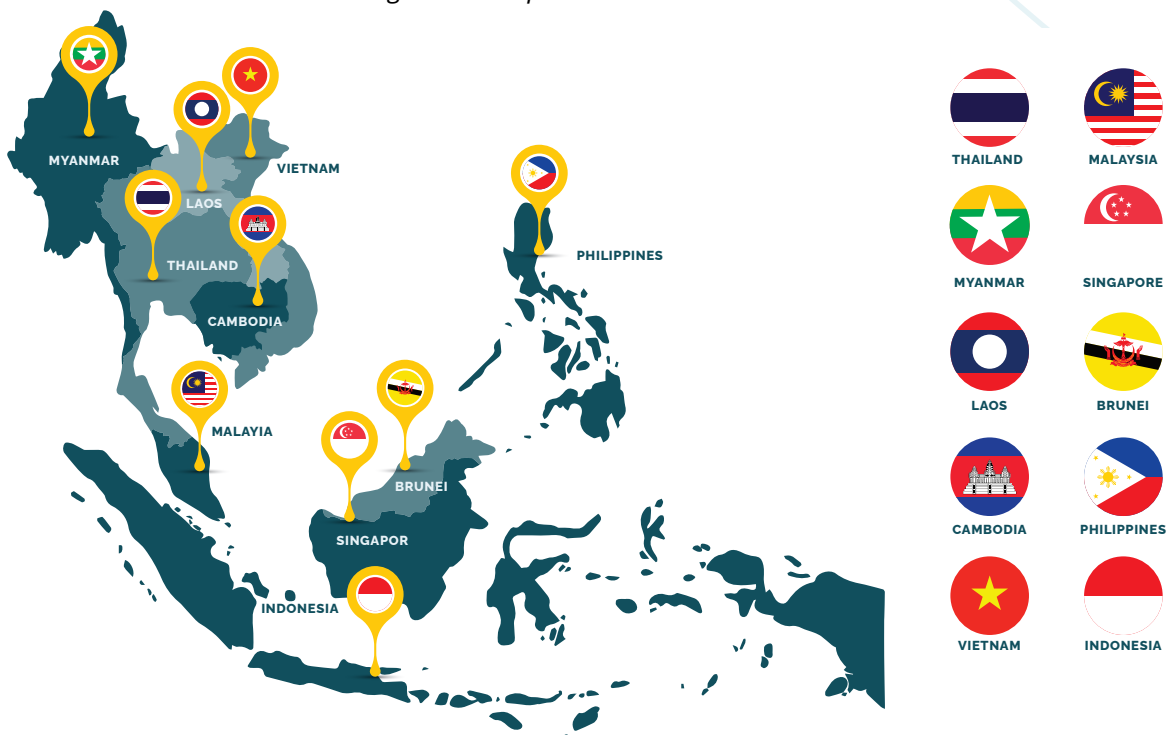 MYANMAR
VIETNAM
LAOS
THAILAND
CAMBODIA
PHILIPPINES
MALAYIA
BRUNEI
SINGAPOR
INDONESIA
THAILAND
MALAYSIA
MYANMAR
SINGAPORE
LAOS
BRUNEI
CAMBODIA
PHILIPPINES
VIETNAM
INDONESIA